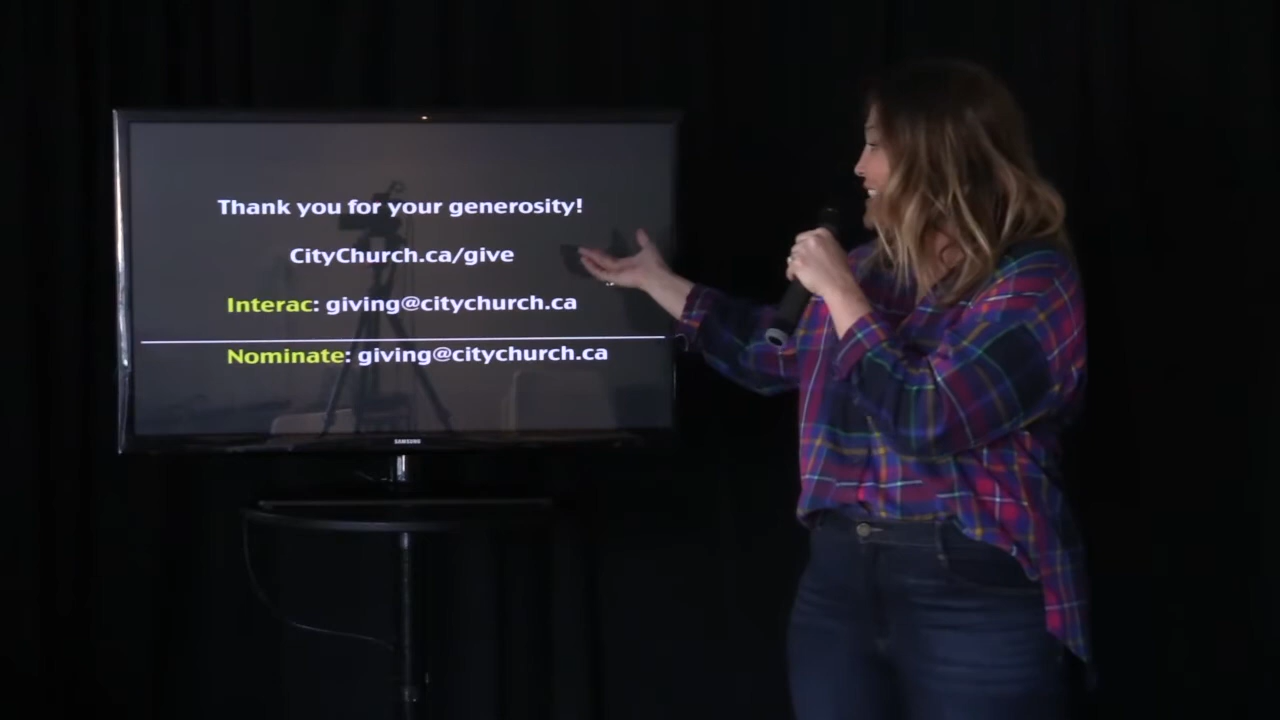 Thank you for your generosity!
CityChurch.ca/give
Interac: giving@citychurch.ca
Nominate: giving@citychurch.ca
SAMSUNG